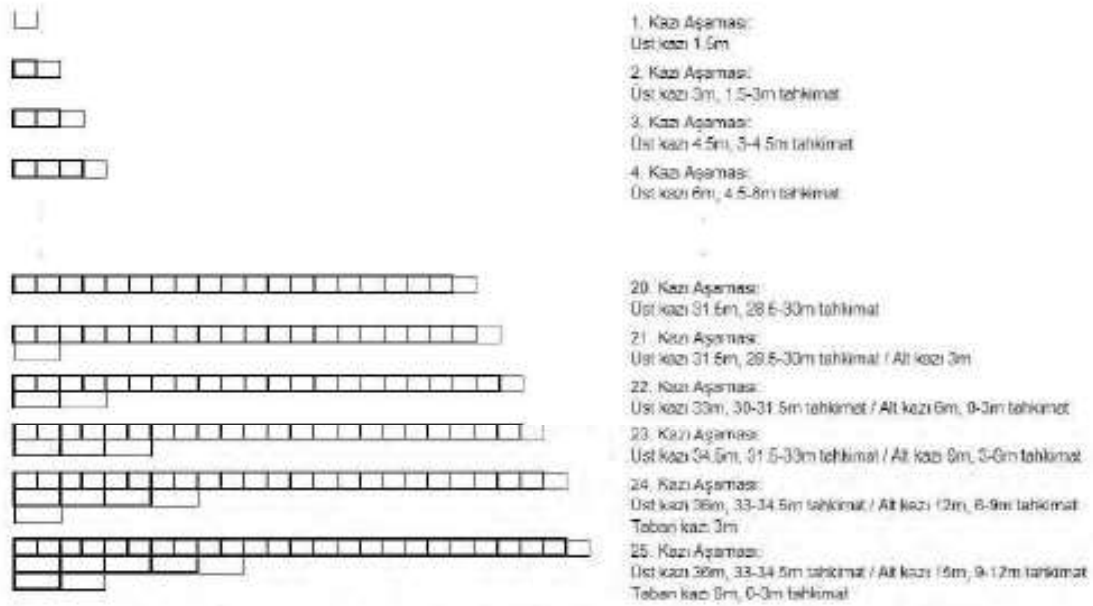 1. Kazı Aşaması:
Üst kazı 1.5m
2. Kazı Aşaması:
Üst kazı 3m, 1.5-3m tahkimat
3. Kazı Aşaması:
Üst kazı 4.5m, 3-4.5m tahkimat
4. Kazı Aşaması:
Üst kazı 6m, 4.5-6m tahkimat
20. Kazı Aşaması:
Üst kazı 31.5m, 28.5-30m tahkimat
21. Kazı Aşaması:
Üst kazı 31.5m, 28.5-30m tahkimat / Alt kazı 3m
22. Kazı Aşaması:
Üst kazı 33m, 30-31.5m tahkimat / Alt kazı 6m, 0-3m tahkimat
23. Kazı Aşaması:
Üst kazı 34.5m, 31.5-33m tahkimat / Alt kazı 9m, 3-6m tahkimat
24. Kazı Aşaması:
Üst kazı 36m, 33-34.5m tahkimat / Alt kazı 12m, 6-9m tahkimat
Taban kazı 3m
25. Kazı Aşaması:
Üst kazı 36m, 33-34.5m tahkimat / Alt kazı 15m, 9-12m tahkimat
Taban kazı 6m, 0-3m tahkimat